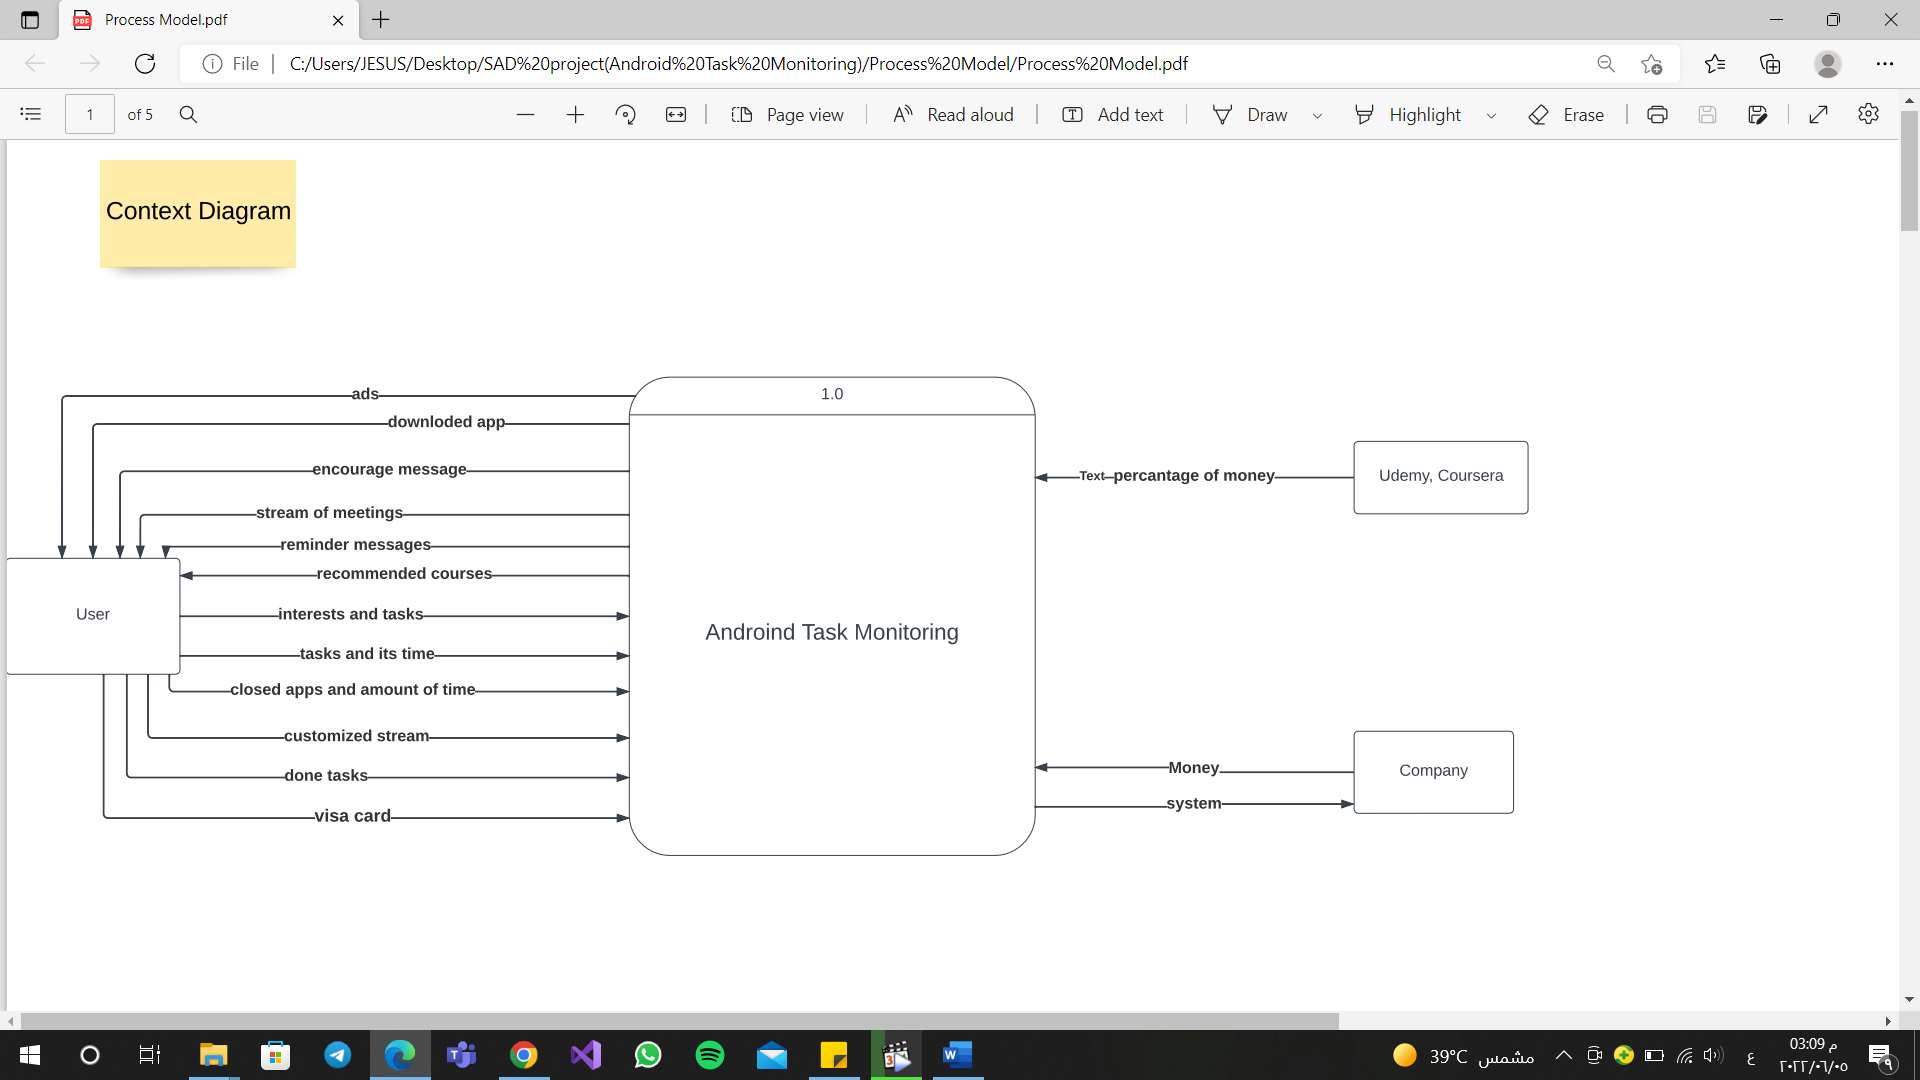 Process Model.pdf
File
C:/Users/JESUS/Desktop/SAD%20project(Android%20Task%20Monitoring)/Process%20Model/Process%20Model.pdf
1 of 5
Page view
Read aloud
Add text
Draw
Highlight
Erase
Context Diagram
ads
downloded app
encourage message
stream of meetings
reminder messages
recommended courses
interests and tasks
tasks and its time
closed apps and amount of time
customized stream
done tasks
visa card
User
1.0
Androind Task Monitoring
Text percantage of money
Udemy, Coursera
Money
system
Company
39°C مشمس
ع
03:09 م
٢٠٢٢/٠٦/٠٥
٩